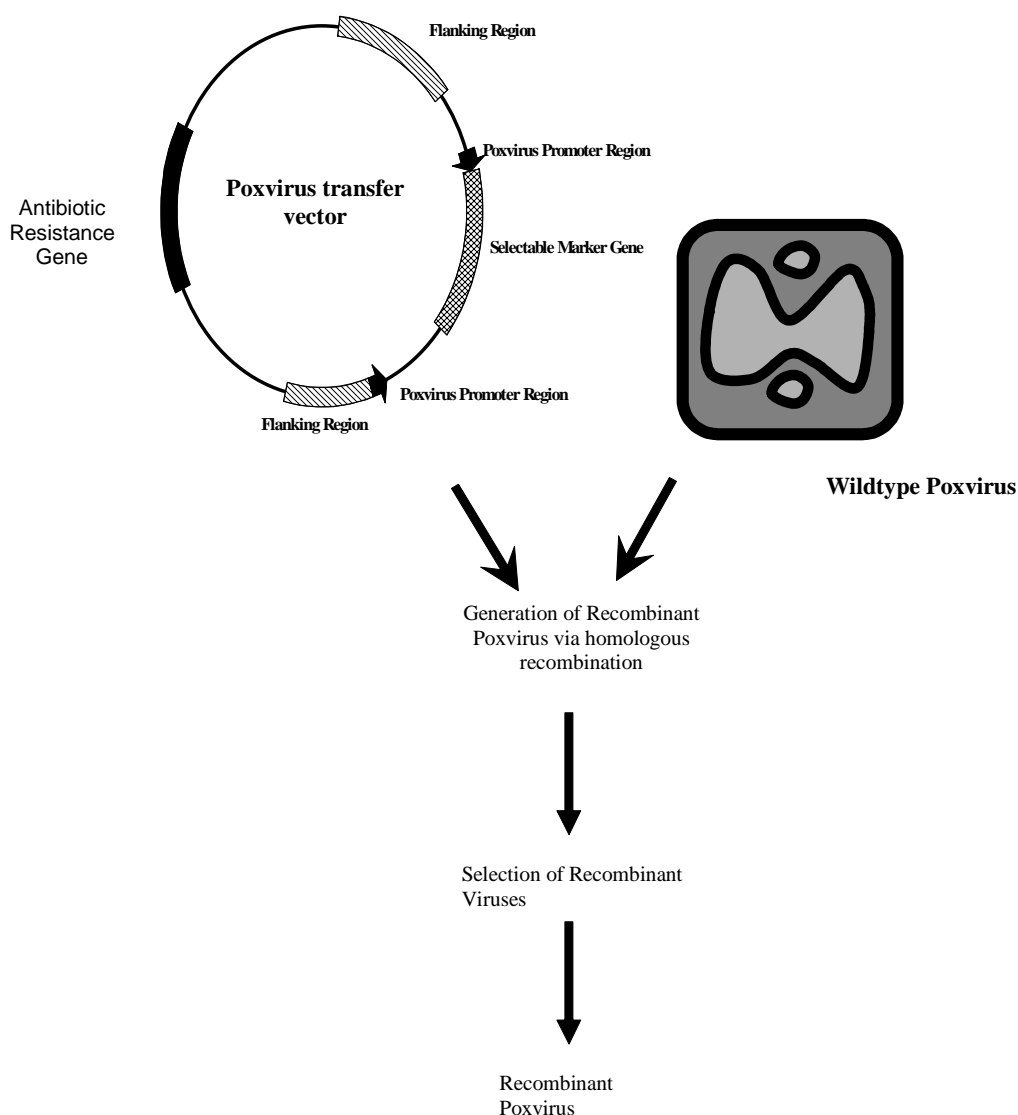 Flanking Region
Poxvirus Promoter Region
Poxvirus transfer
vector
Antibiotic
Resistance
Gene
Selectable Marker Gene
Poxvirus Promoter Region
Flanking Region
Wildtype Poxvirus
Generation of Recombinant
Poxvirus via homologous
recombination
Selection of Recombinant
Viruses
Recombinant
Poxvirus